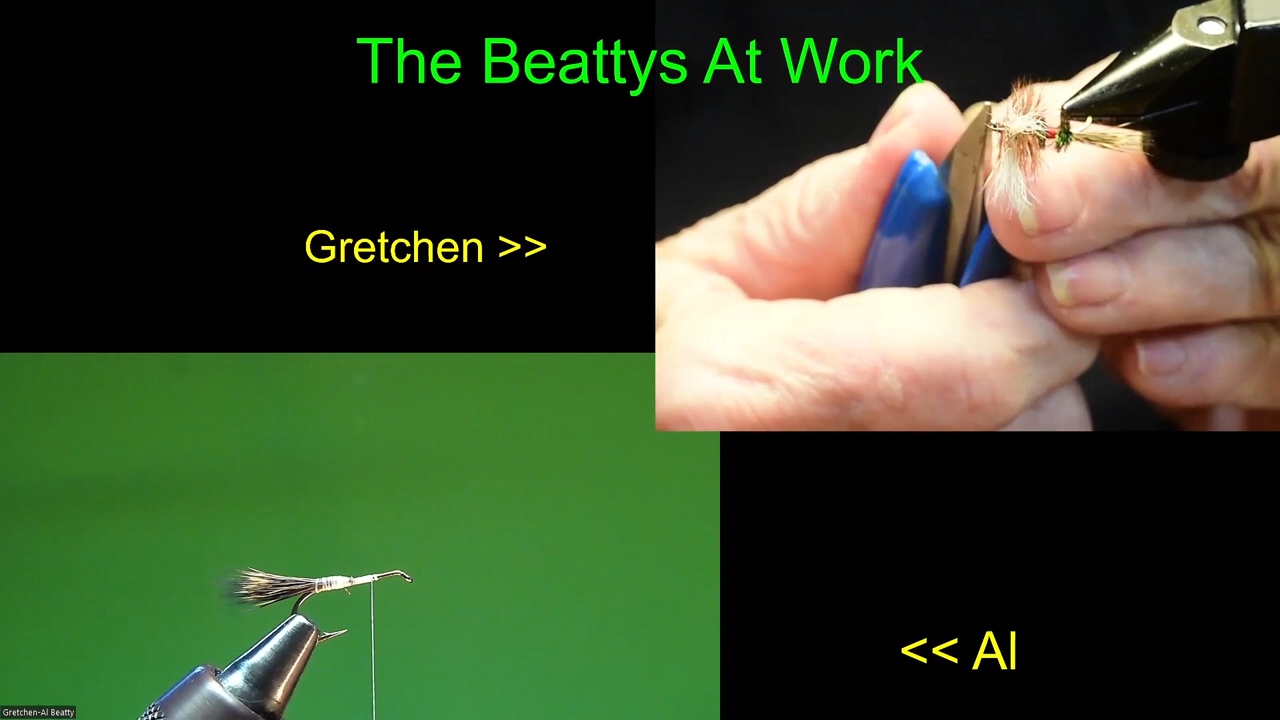 The Beattys At Work
Gretchen >>
<< Al
Gretchen-Al Beatty